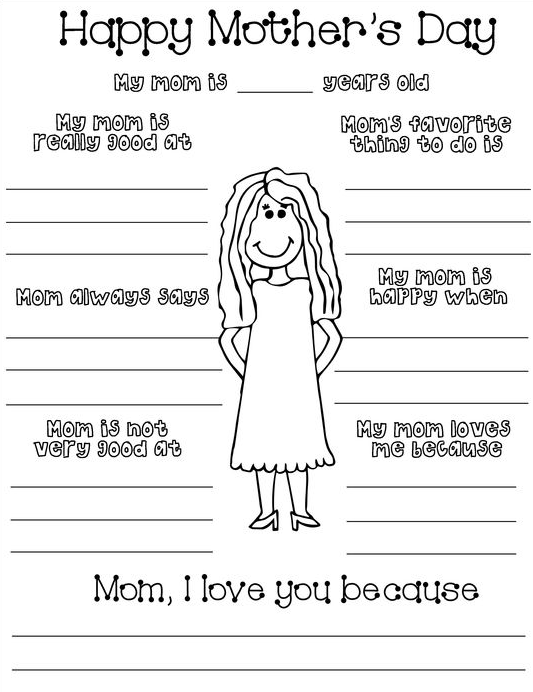 Happy Mother's Day
My mom is ________ years old
My mom is
really good at
Mom's favorite
thing to do is
Mom always says
My mom is
happy when
Mom is not
very good at
My mom loves
me because
Mom, I love you because